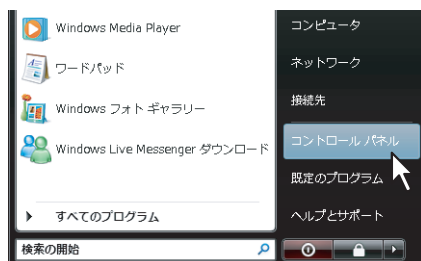 Windows Media Player
ワードパッド
Windows フォト ギャラリー
Windows Live Messenger ダウンロード
すべてのプログラム
検索の開始
コンピュータ
ネットワーク
接続先
コントロール パネル
既定のプログラム
ヘルプとサポート